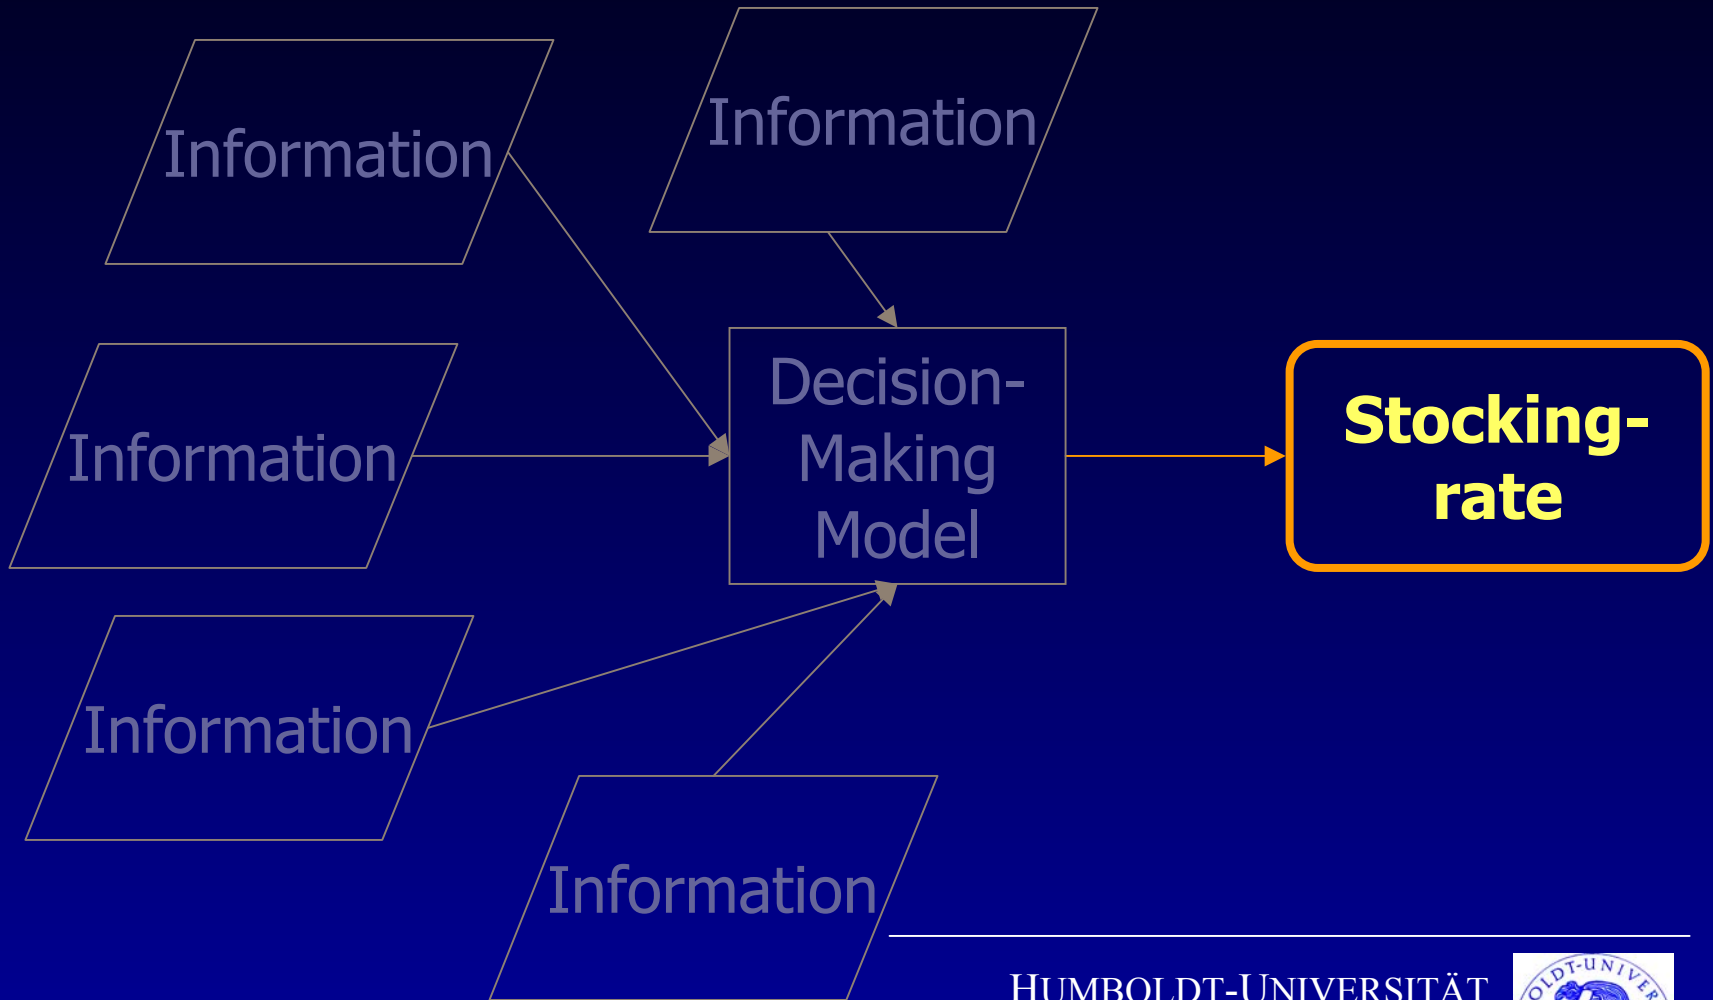 Information
Information
Information
Decision-
Making
Model
Stocking-
rate
Information
Information
HUMBOLDT-UNIVERSITÄT